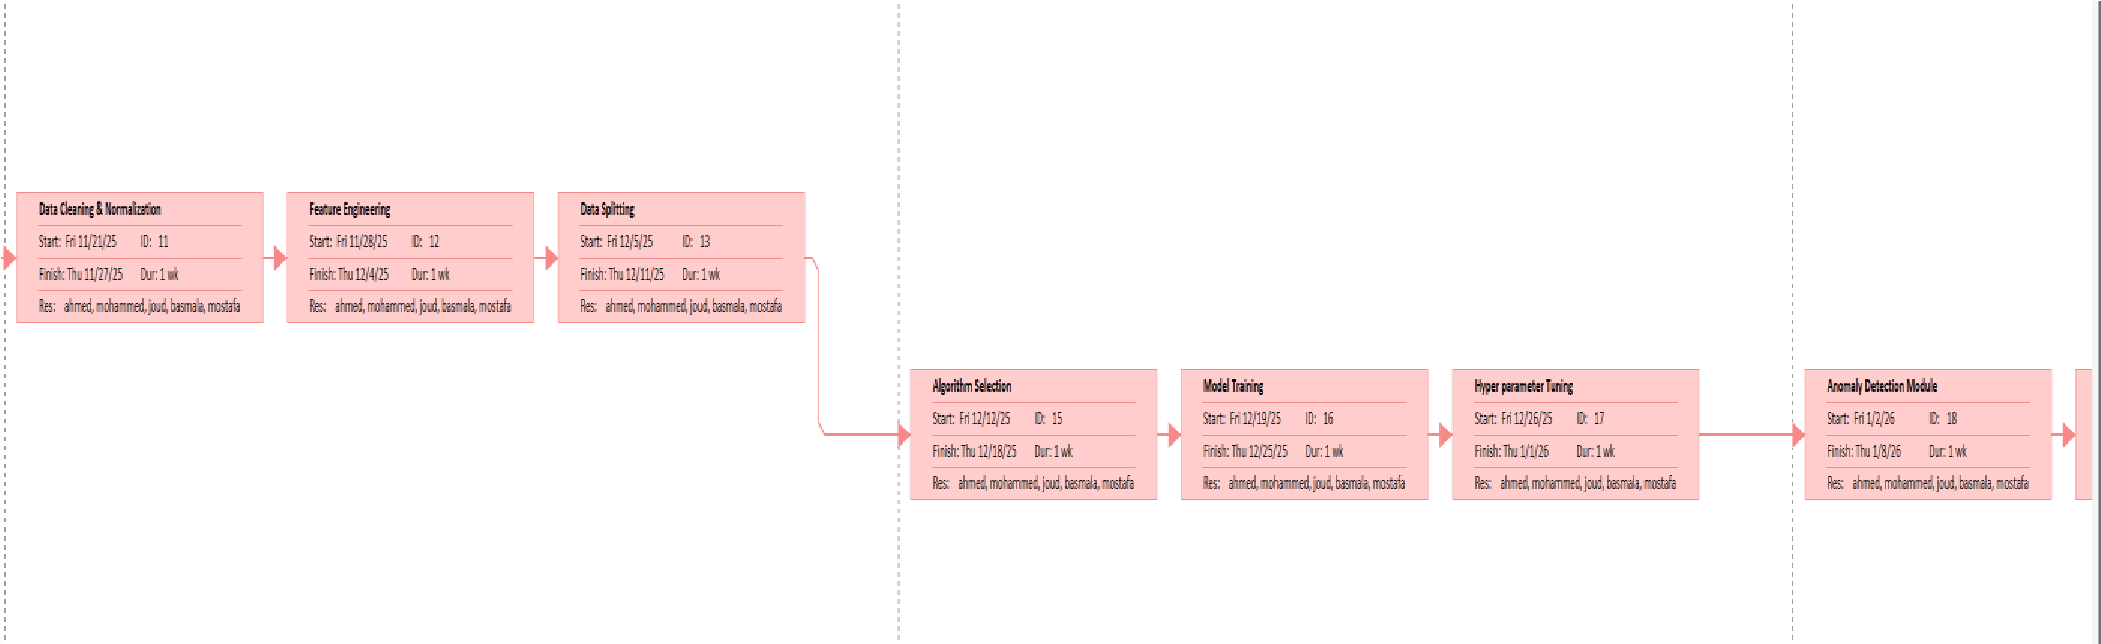 Data Cleaning & Normalization
Start: Fri 11/21/25 ID: 11
Finish: Thu 11/27/25 Dur: 1 wk
Res: ahmed, mohammed, joud, basmala, mostafa
Feature Engineering
Start: Fri 11/28/25 ID: 12
Finish: Thu 12/4/25 Dur: 1 wk
Res: ahmed, mohammed, joud, basmala, mostafa
Data Splitting
Start: Fri 12/5/25 ID: 13
Finish: Thu 12/11/25 Dur: 1 wk
Res: ahmed, mohammed, joud, basmala, mostafa
Algorithm Selection
Start: Fri 12/12/25 ID: 15
Finish: Thu 12/18/25 Dur: 1 wk
Res: ahmed, mohammed, joud, basmala, mostafa
Model Training
Start: Fri 12/19/25 ID: 16
Finish: Thu 12/25/25 Dur: 1 wk
Res: ahmed, mohammed, joud, basmala, mostafa
Hyper parameter Tuning
Start: Fri 12/26/25 ID: 17
Finish: Thu 1/1/26 Dur: 1 wk
Res: ahmed, mohammed, joud, basmala, mostafa
Anomaly Detection Module
Start: Fri 1/2/26 ID: 18
Finish: Thu 1/8/26 Dur: 1 wk
Res: ahmed, mohammed, joud, basmala, mostafa